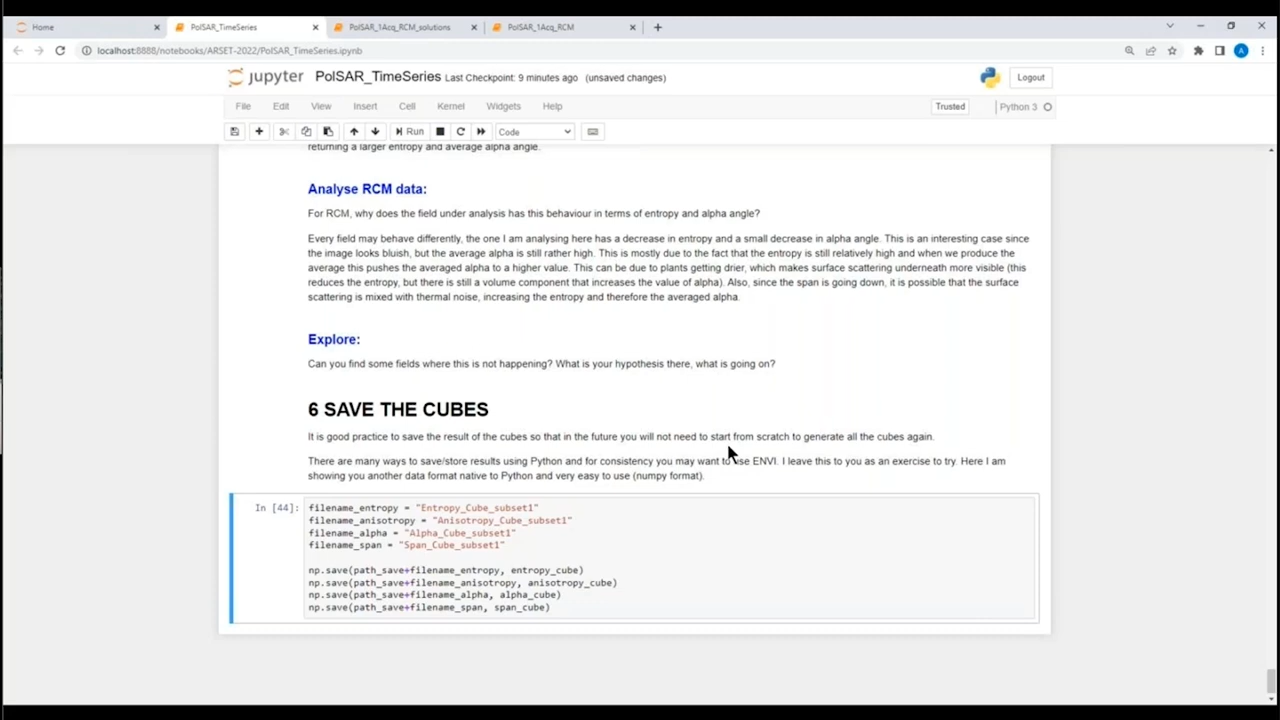 Home
PolSAR_TimeSeries
PolSAR_1Acq_RCM_solutions
PolSAR_1Acq_RCM
localhost:8888/notebooks/ARSET-2022/PolSAR_TimeSeries.ipynb
A
jupyter PolSAR_TimeSeries Last Checkpoint: 9 minutes ago (unsaved changes)
Logout
File Edit View Insert Cell Kernel Widgets Help
Trusted
Python 3
Run
Code
returning a larger entropy and average alpha angle.
Analyse RCM data:
For RCM, why does the field under analysis has this behaviour in terms of entropy and alpha angle?
Every field may behave differently, the one I am analysing here has a decrease in entropy and a small decrease in alpha angle. This is an interesting case since
the image looks bluish, but the average alpha is still rather high. This is mostly due to the fact that the entropy is still relatively high and when we produce the
average this pushes the averaged alpha to a higher value. This can be due to plants getting drier, which makes surface scattering underneath more visible (this
reduces the entropy, but there is still a volume component that increases the value of alpha). Also, since the span is going down, it is possible that the surface
scattering is mixed with thermal noise, increasing the entropy and therefore the averaged alpha.
Explore:
Can you find some fields where this is not happening? What is your hypothesis there, what is going on?
6 SAVE THE CUBES
It is good practice to save the result of the cubes so that in the future you will not need to start from scratch to generate all the cubes again.
There are many ways to save/store results using Python and for consistency you may want to use ENVI. I leave this to you as an exercise to try. Here I am
showing you another data format native to Python and very easy to use (numpy format).
In [44]:
filename_entropy = "Entropy_Cube_subset1"
filename_anisotropy = "Anisotropy_Cube_subset1"
filename_alpha = "Alpha_Cube_subset1"
filename_span = "Span_Cube_subset1"
np.save(path_save+filename_entropy, entropy_cube)
np.save(path_save+filename_anisotropy, anisotropy_cube)
np.save(path_save+filename_alpha, alpha_cube)
np.save(path_save+filename_span, span_cube)